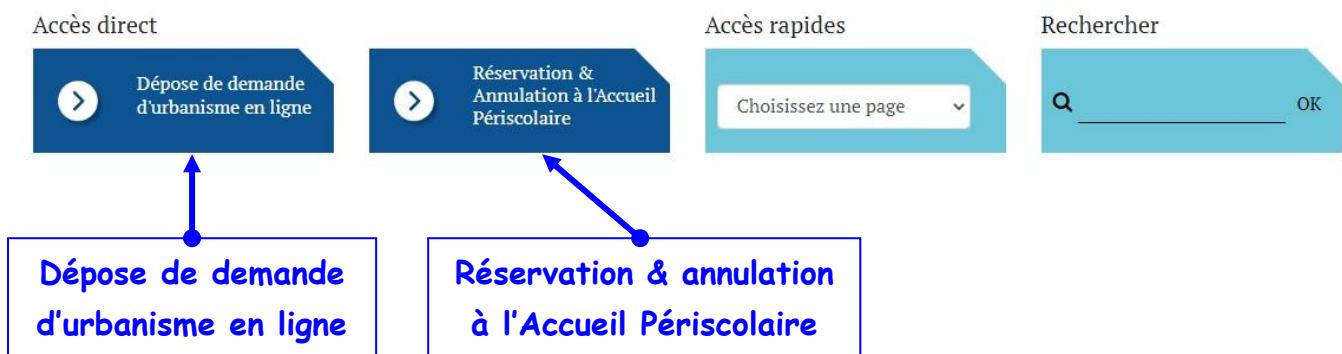 Accès direct
Accès rapides
Rechercher
Dépose de demande
d'urbanisme en ligne
Réservation &
Annulation à l'Accueil
Périscolaire
Choisissez une page
OK
Dépose de demande
d'urbanisme en ligne
Réservation & annulation
à l'Accueil Périscolaire